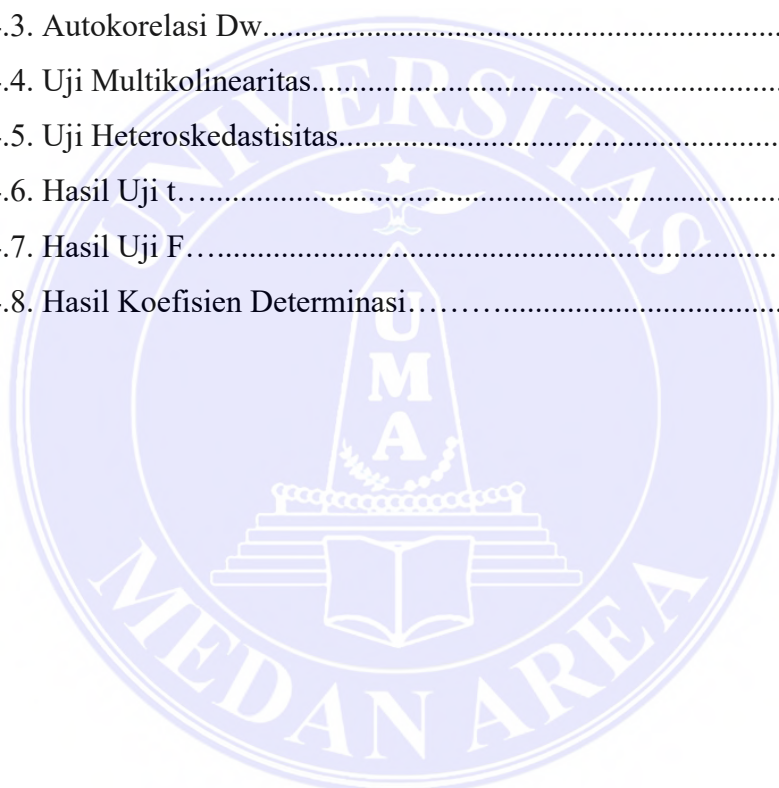 .3. Autokorelasi Dw..........................................................................
.4. Uji Multikolinearitas....................................................................
.5. Uji Heteroskedastisitas................................................................
.6. Hasil Uji t…..................................................................................
.7. Hasil Uji F….................................................................................
.8. Hasil Koefisien Determinasi………............................................
UNIVERSITAS
U
M
A
MEDAN AREA